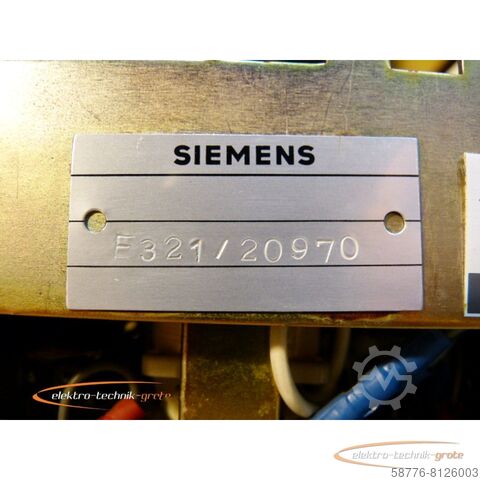 SIEMENS
E321/20970
elektro-technik-grote
elektro-technik-grote
58776-8126003